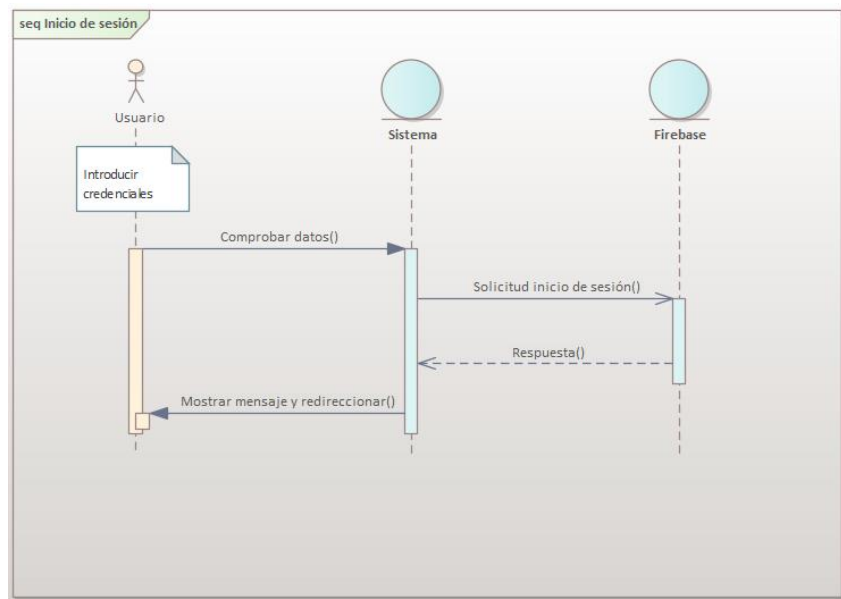 seq Inicio de sesión
Usuario
Sistema
Firebase
Introducir
credenciales
Comprobar datos()
Solicitud inicio de sesión()
Respuesta()
Mostrar mensaje y redireccionar()